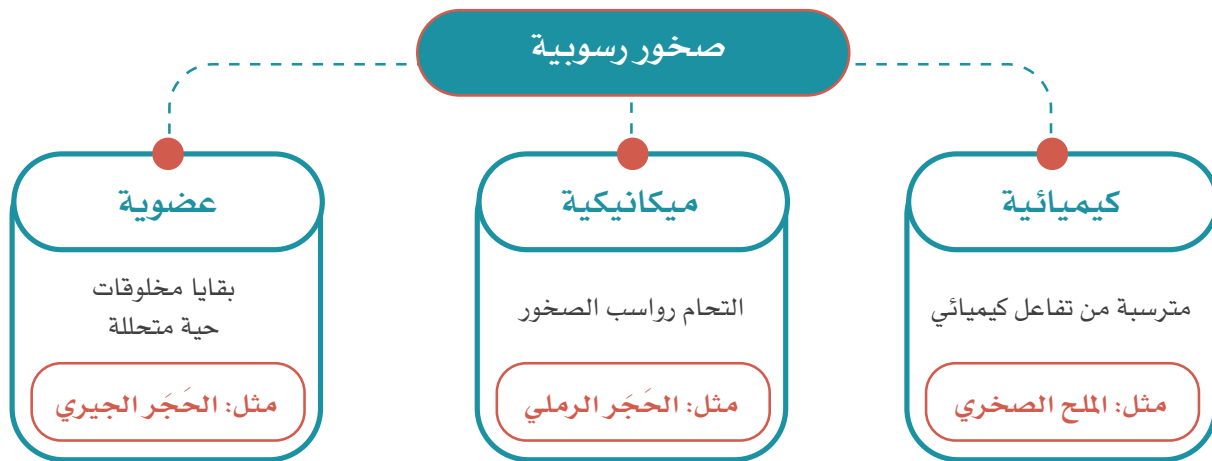 صخور رسوبية
كيميائية
مترسبة من تفاعل كيميائي
مثل: الملح الصخري
ميكانيكية
التحام رواسب الصخور
مثل: الحَجَر الرملي
عضوية
بقايا مخلوقات
حية متحللة
مثل: الحَجَر الجيري